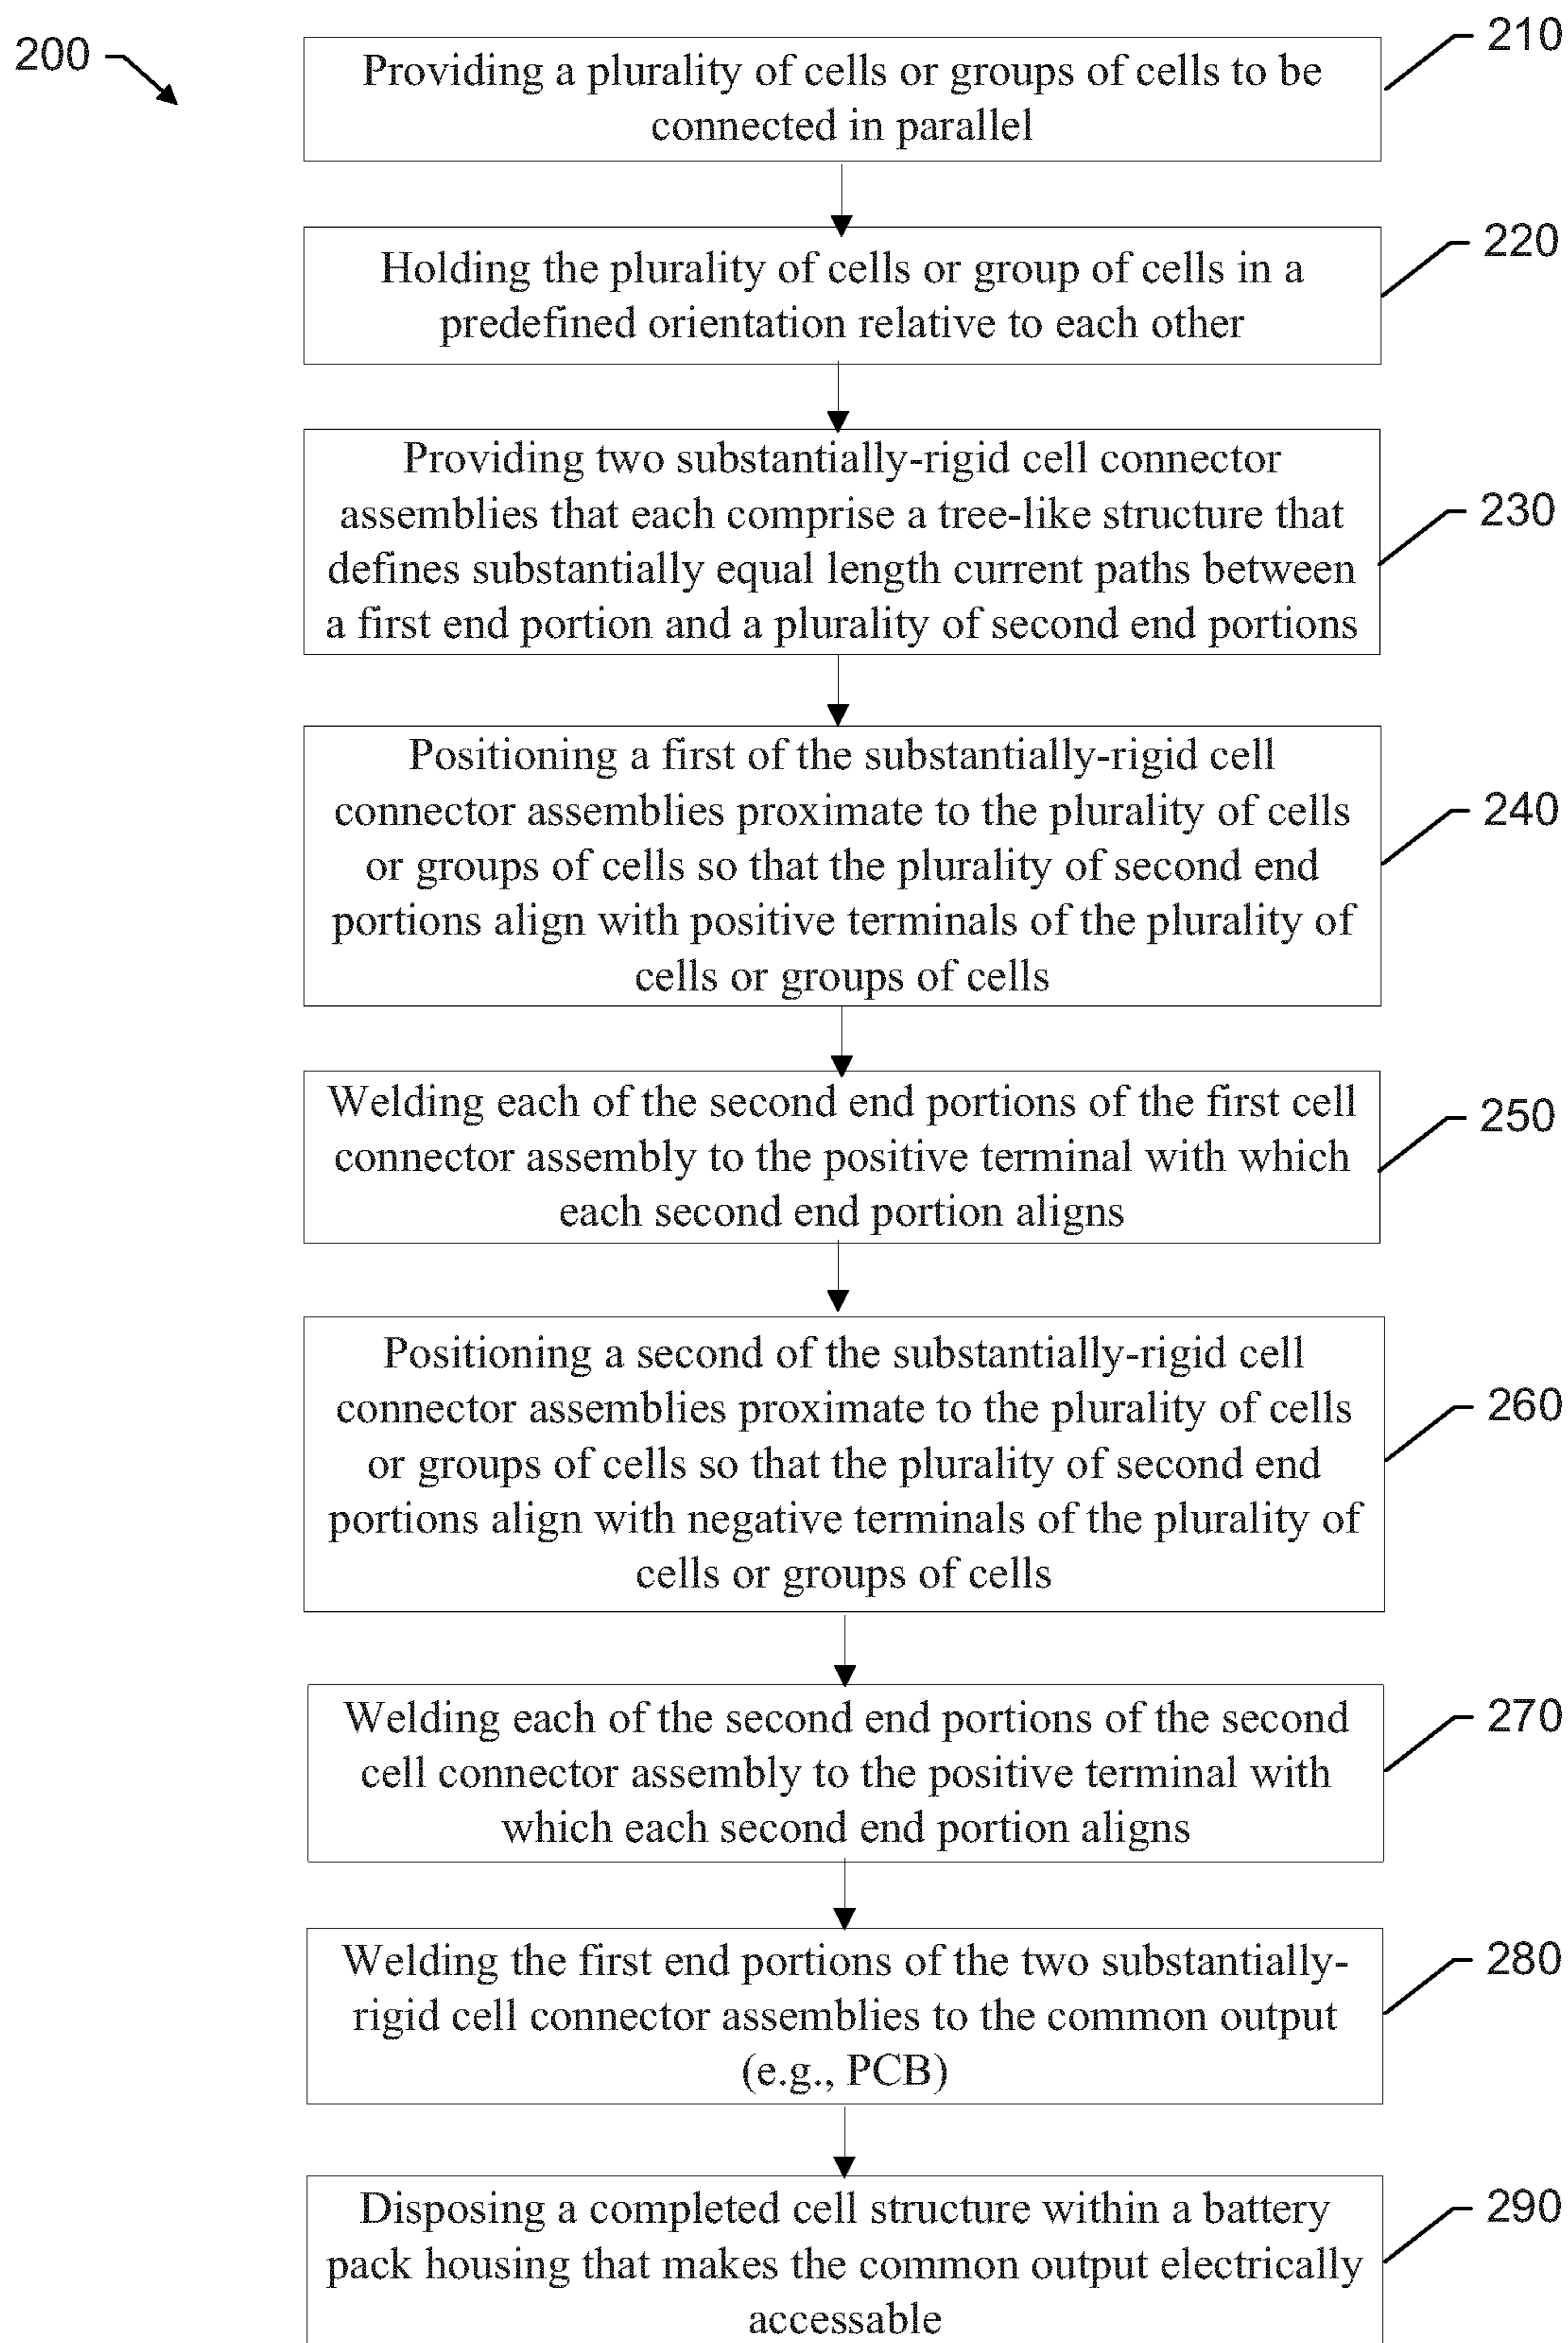 200
210
Providing a plurality of cells or groups of cells to be
connected in parallel
220
Holding the plurality of cells or group of cells in a
predefined orientation relative to each other
230
Providing two substantially-rigid cell connector
assemblies that each comprise a tree-like structure that
defines substantially equal length current paths between
a first end portion and a plurality of second end portions
240
Positioning a first of the substantially-rigid cell
connector assemblies proximate to the plurality of cells
or groups of cells so that the plurality of second end
portions align with positive terminals of the plurality of
cells or groups of cells
250
Welding each of the second end portions of the first cell
connector assembly to the positive terminal with which
each second end portion aligns
260
Positioning a second of the substantially-rigid cell
connector assemblies proximate to the plurality of cells
or groups of cells so that the plurality of second end
portions align with negative terminals of the plurality of
cells or groups of cells
270
Welding each of the second end portions of the second
cell connector assembly to the positive terminal with
which each second end portion aligns
280
Welding the first end portions of the two substantially-
rigid cell connector assemblies to the common output
(e.g., PCB)
290
Disposing a completed cell structure within a battery
pack housing that makes the common output electrically
accessable